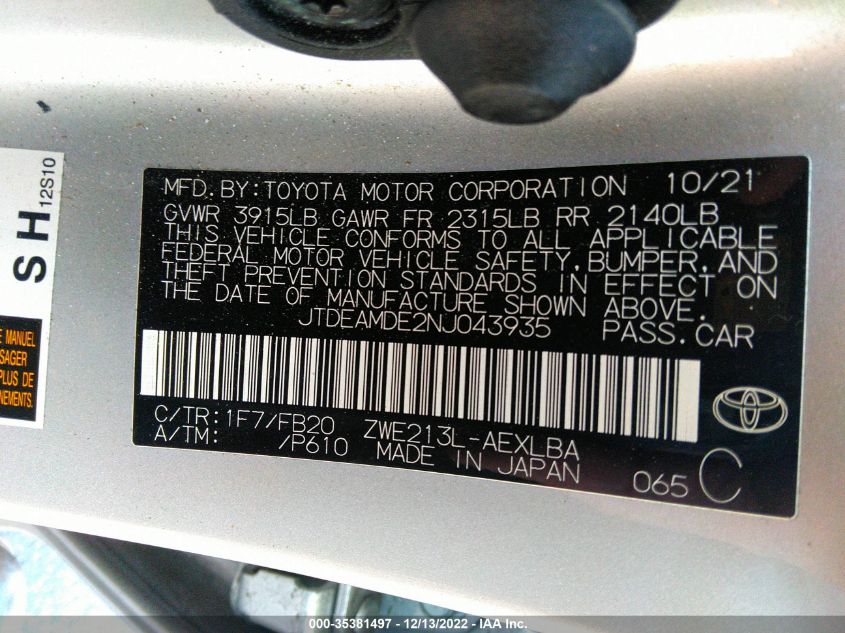 SH 12S10
E MANUEL
SAGER
PLUS DE
NEMENTS.
MFD. BY: TOYOTA MOTOR CORPORATION 10/21
GVWR 3915LB GAWR FR 2315LB RR 2140LB
THIS VEHICLE CONFORMS TO ALL APPLICABLE
FEDERAL MOTOR VEHICLE SAFETY, BUMPER, AND
THEFT PREVENTION STANDARDS IN EFFECT ON
THE DATE OF MANUFACTURE SHOWN ABOVE.
JTDEAMDE2NJ043935 PASS. CAR
C/TR: 1F7/FB20 ZWE213L-AEXLBA
A/TM: /P610 MADE IN JAPAN 065 C
000-35381497 - 12/13/2022 - IAA Inc.